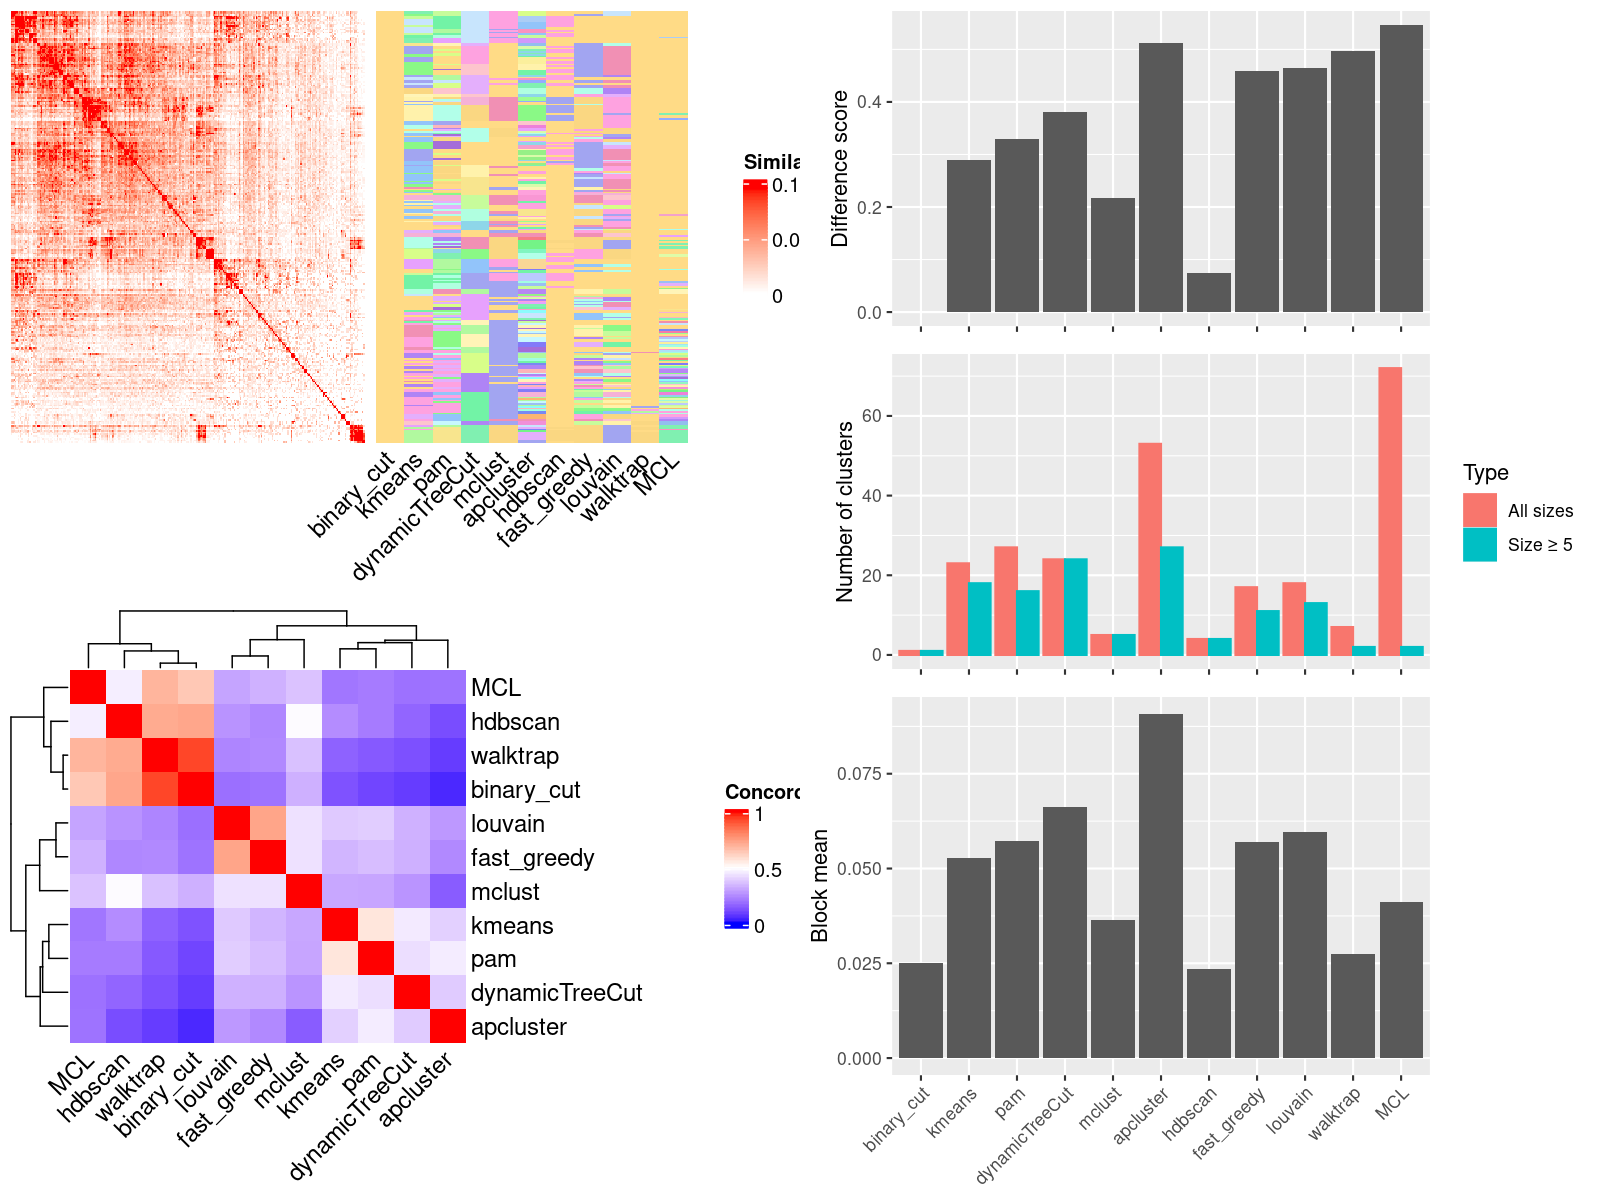 Simila
0.1
0.0
0
binary_cut
kmeans
pam
dynamicTreeCut
mclust
apcluster
hdbscan
fast_greedy
louvain
walktrap
MCL
Difference score
0.4
0.2
0.0
Number of clusters
60
40
20
0
Type
All sizes
Size ≥ 5
MCL
hdbscan
walktrap
binary_cut
louvain
fast_greedy
mclust
kmeans
pam
dynamicTreeCut
apcluster
Concord
1
0.5
0
MCL
hdbscan
walktrap
binary_cut
louvain
fast_greedy
mclust
kmeans
pam
dynamicTreeCut
apcluster
Block mean
0.075
0.050
0.025
0.000
binary_cut
kmeans
pam
dynamicTreeCut
mclust
apcluster
hdbscan
fast_greedy
louvain
walktrap
MCL